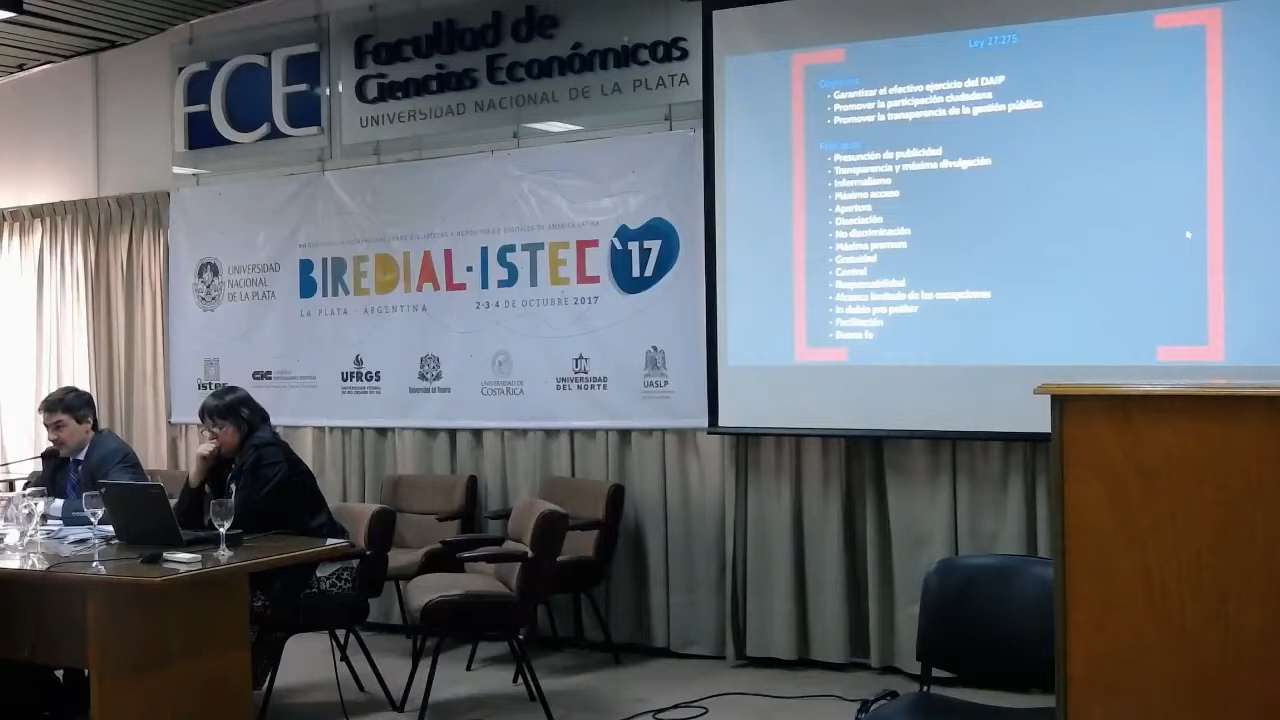 FCE
Facultad de
Ciencias Económicas
UNIVERSIDAD NACIONAL DE LA PLATA
BIREDIAL-ISTEC
'17
LA PLATA - ARGENTINA
2-3-4 DE OCTUBRE 2017
UNIVERSIDAD
NACIONAL
DE LA PLATA
istec
CIC
UFRGS
UNIVERSIDAD DE
COSTA RICA
UNIVERSIDAD
DEL NORTE
UASLP
Ley 27.275
• Garantizar el efectivo ejercicio del DAIP
• Promover la participación ciudadana
• Promover la transparencia de la gestión pública
• Presunción de publicidad
• Transparencia y máxima divulgación
• Informalismo
• Máximo acceso
• Apertura
• Disociación
• No discriminación
• Máxima premura
• Gratuidad
• Control
• Responsabilidad
• Alcance limitado de las excepciones
• In dubio pro petitor
• Facilitación
• Buena fe